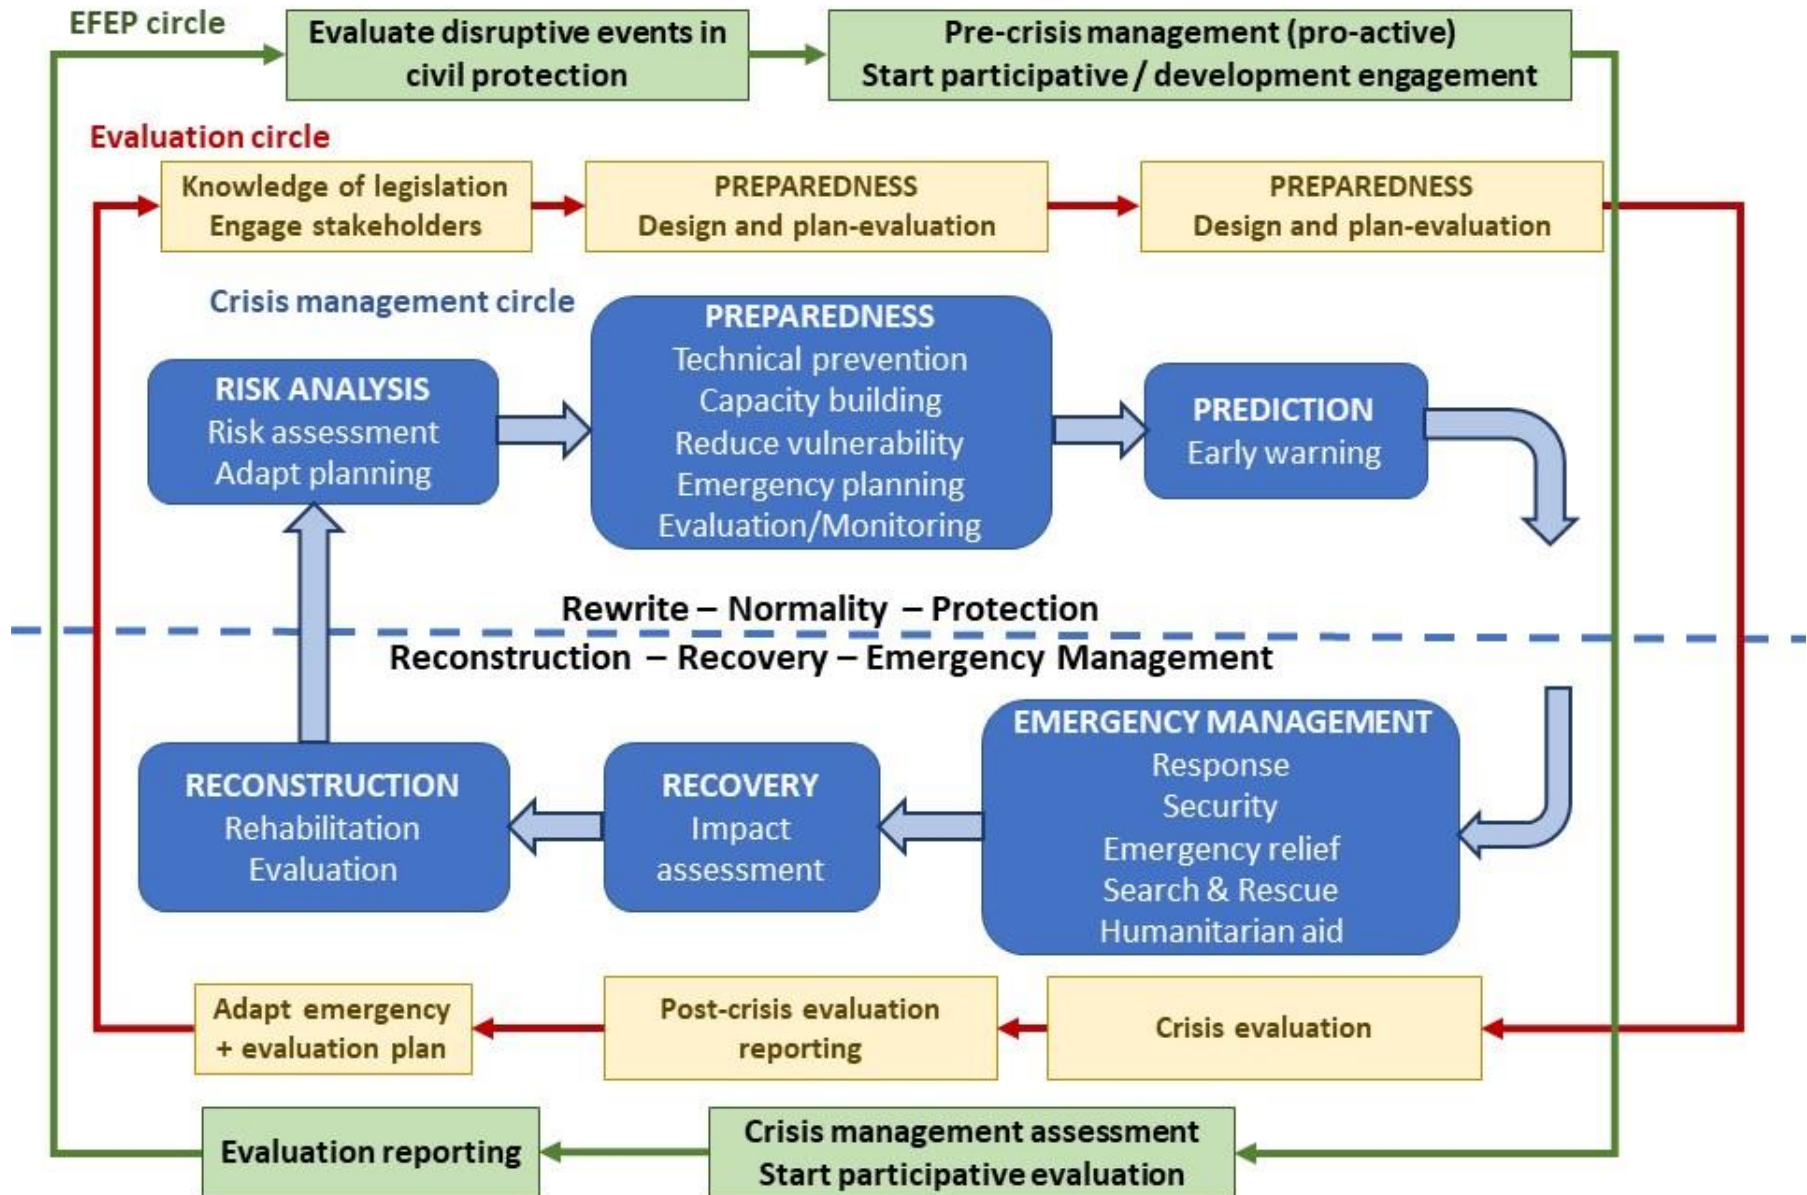 EFEP circle
Evaluate disruptive events in
civil protection
Pre-crisis management (pro-active)
Start participative / development engagement
Evaluation circle
Knowledge of legislation
Engage stakeholders
PREPAREDNESS
Design and plan-evaluation
PREPAREDNESS
Design and plan-evaluation
Crisis management circle
RISK ANALYSIS
Risk assessment
Adapt planning
PREPAREDNESS
Technical prevention
Capacity building
Reduce vulnerability
Emergency planning
Evaluation/Monitoring
PREDICTION
Early warning
Rewrite – Normality – Protection
Reconstruction – Recovery – Emergency Management
RECONSTRUCTION
Rehabilitation
Evaluation
RECOVERY
Impact
assessment
EMERGENCY MANAGEMENT
Response
Security
Emergency relief
Search & Rescue
Humanitarian aid
Adapt emergency
+ evaluation plan
Post-crisis evaluation
reporting
Crisis evaluation
Evaluation reporting
Crisis management assessment
Start participative evaluation